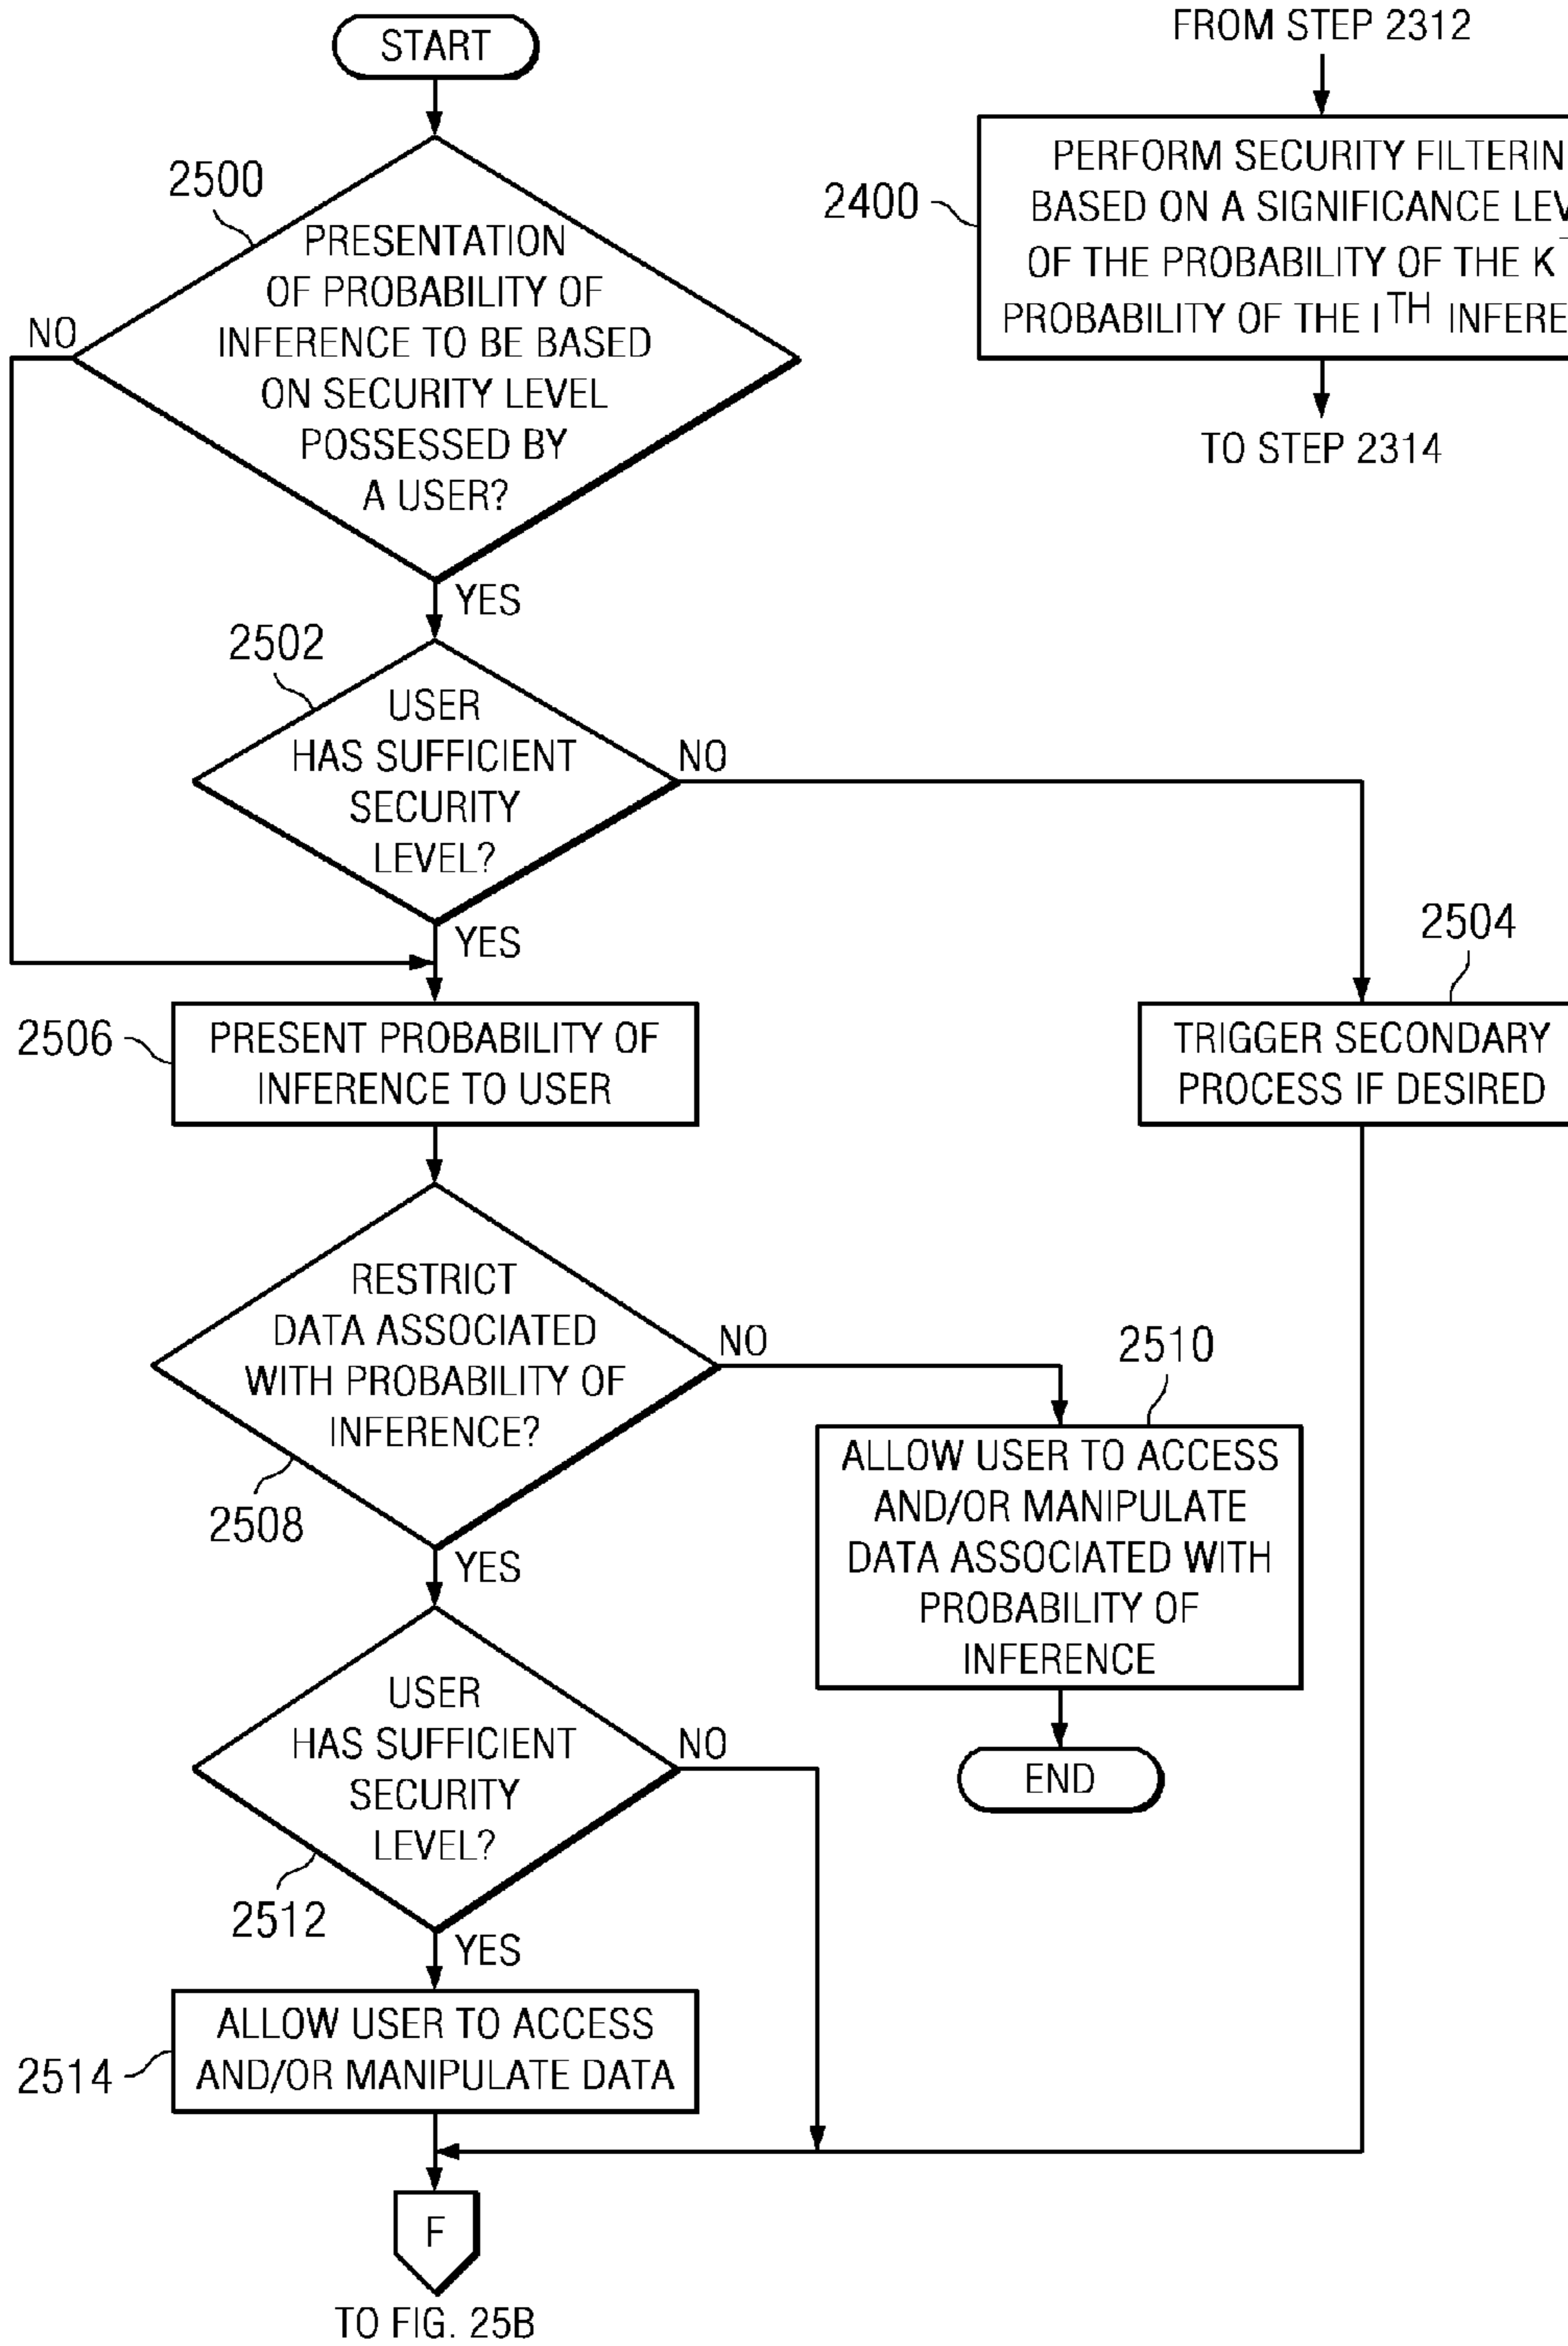 START
2500
PRESENTATION
OF PROBABILITY OF
INFERENCE TO BE BASED
ON SECURITY LEVEL
POSSESSED BY
A USER?
NO
YES
2502
USER
HAS SUFFICIENT
SECURITY
LEVEL?
NO
YES
2504
TRIGGER SECONDARY
PROCESS IF DESIRED
2506
PRESENT PROBABILITY OF
INFERENCE TO USER
RESTRICT
DATA ASSOCIATED
WITH PROBABILITY OF
INFERENCE?
2508
NO
YES
2510
ALLOW USER TO ACCESS
AND/OR MANIPULATE
DATA ASSOCIATED WITH
PROBABILITY OF
INFERENCE
END
USER
HAS SUFFICIENT
SECURITY
LEVEL?
2512
NO
YES
2514
ALLOW USER TO ACCESS
AND/OR MANIPULATE DATA
F
TO FIG. 25B
FROM STEP 2312
2400
PERFORM SECURITY
BASED ON A SIGNIFICANCE
OF THE PROBABILITY OF THE K
PROBABILITY OF THE I TH
TO STEP 2314